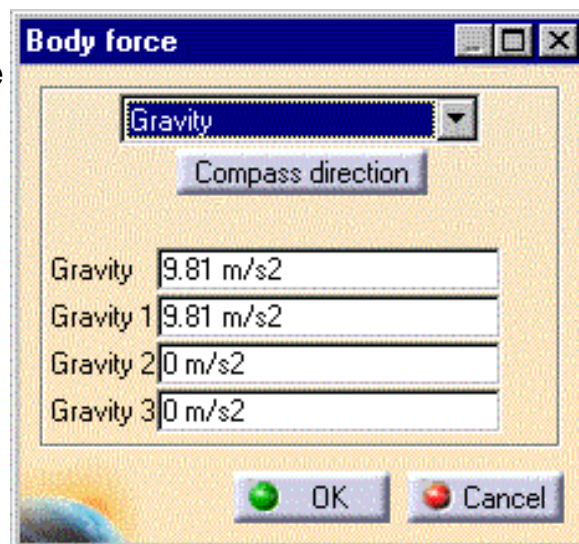 Body force
e
Gravity
Compass direction
Gravity 9.81 m/s2
Gravity 1 9.81 m/s2
Gravity 2 0 m/s2
Gravity 3 0 m/s2
OK Cancel